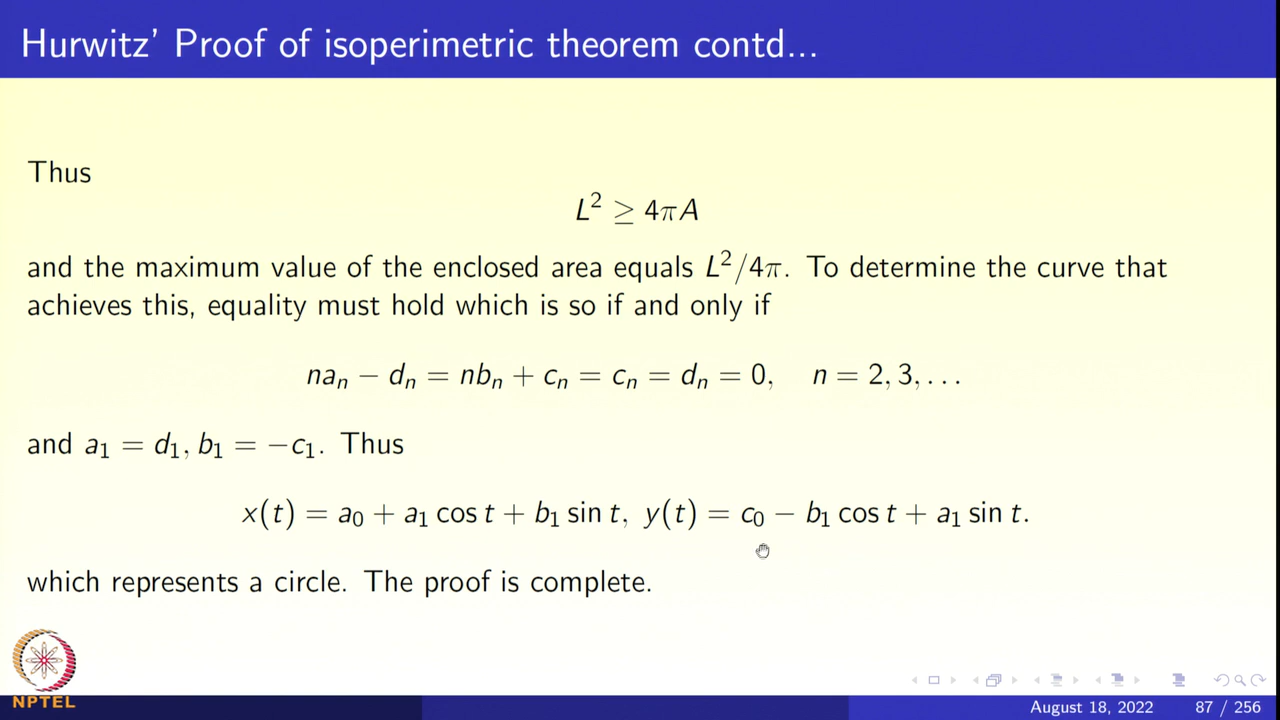 Hurwitz' Proof of isoperimetric theorem contd...
Thus
L² ≥ 4πA
and the maximum value of the enclosed area equals L²/4π. To determine the curve that
achieves this, equality must hold which is so if and only if
naₙ − dₙ = nbₙ + cₙ = cₙ = dₙ = 0, n = 2, 3, . . .
and a₁ = d₁, b₁ = −c₁. Thus
x(t) = a₀ + a₁ cos t + b₁ sin t, y(t) = c₀ − b₁ cos t + a₁ sin t.
which represents a circle. The proof is complete.
NPTEL
August 18, 2022 87 / 256